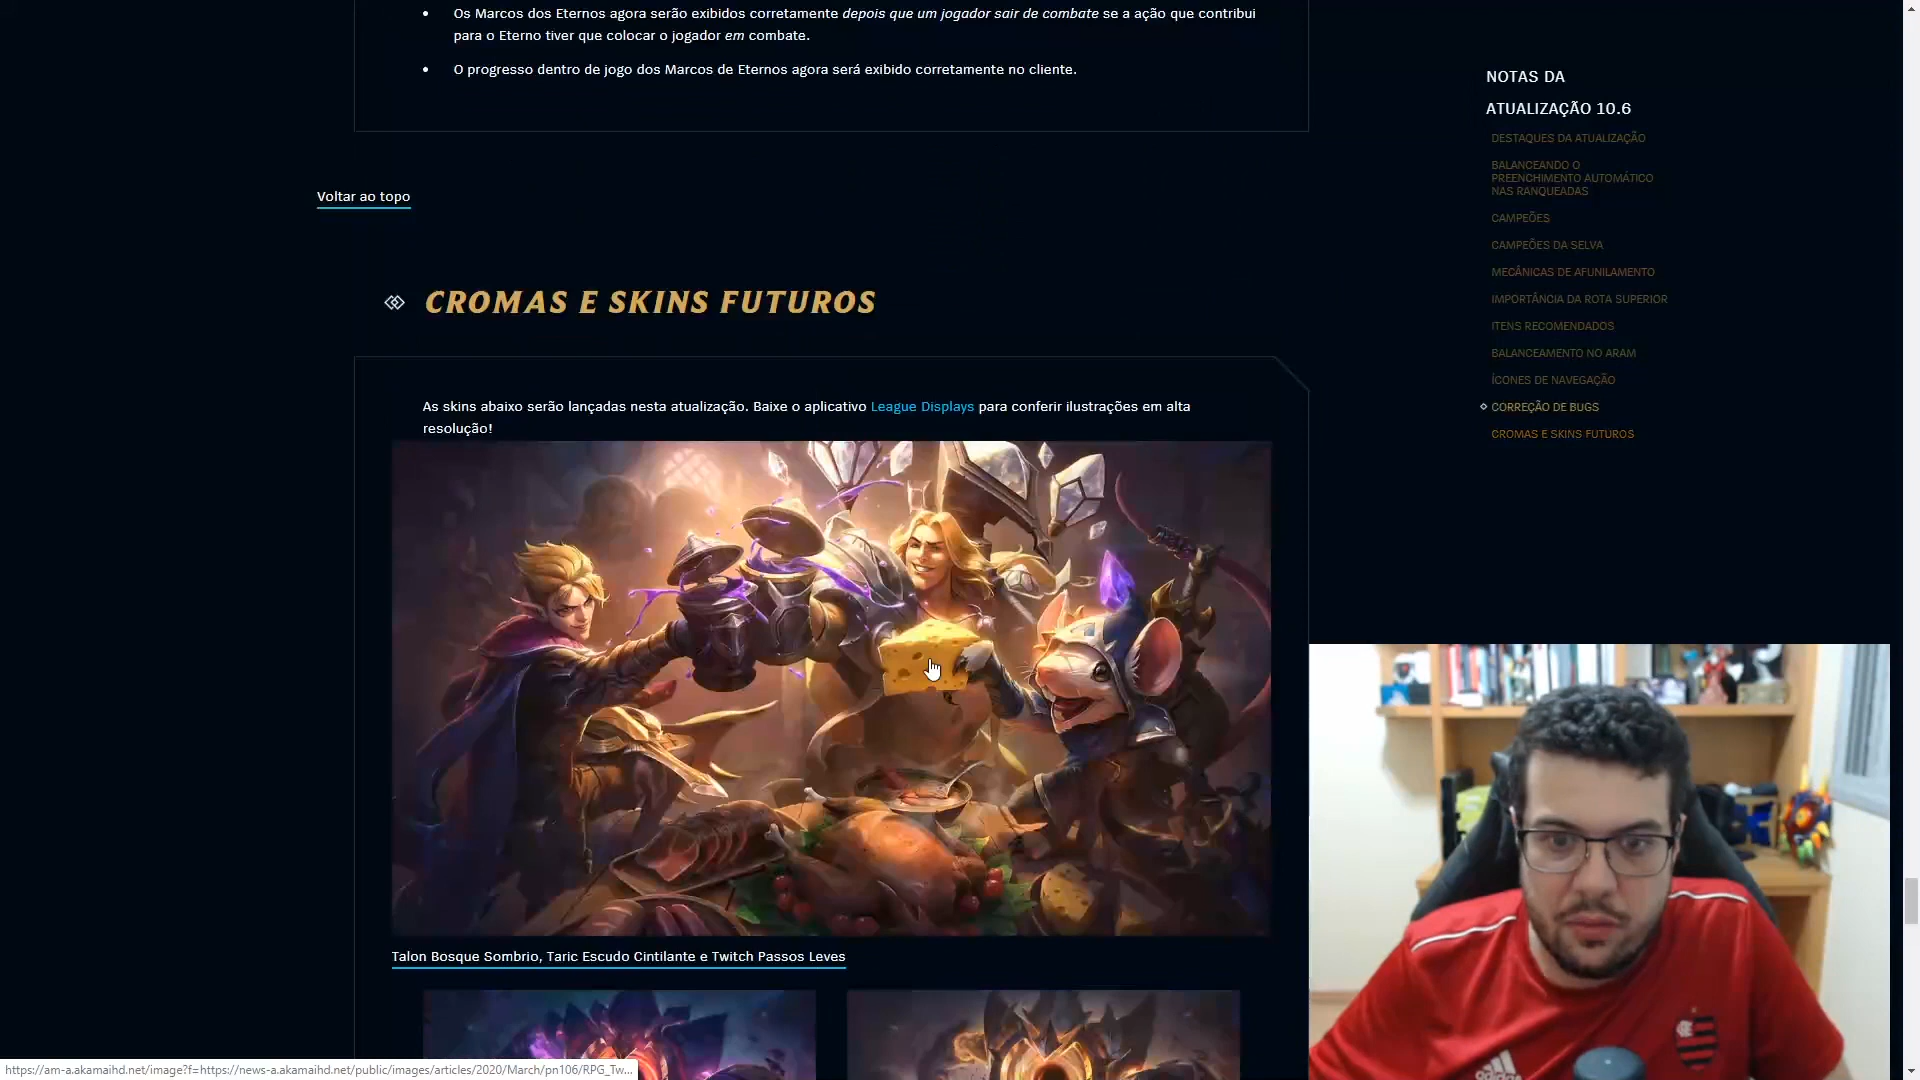 Os Marcos dos Eternos agora serão exibidos corretamente depois que um jogador sair de combate se a ação que contribui
para o Eterno tiver que colocar o jogador em combate.
O progresso dentro de jogo dos Marcos de Eternos agora será exibido corretamente no cliente.
Voltar ao topo
CROMAS E SKINS FUTUROS
As skins abaixo serão lançadas nesta atualização. Baixe o aplicativo League Displays para conferir ilustrações em alta
resolução!
Talon Bosque Sombrio, Taric Escudo Cintilante e Twitch Passos Leves
NOTAS DA
ATUALIZAÇÃO 10.6
DESTAQUES DA ATUALIZAÇÃO
BALANCEANDO O
PREENCHIMENTO AUTOMÁTICO
NAS RANQUEADAS
CAMPEÕES
CAMPEÕES DA SELVA
MECÂNICAS DE AFUNILAMENTO
IMPORTÂNCIA DA ROTA SUPERIOR
ITENS RECOMENDADOS
BALANCEAMENTO NO ARAM
ÍCONES DE NAVEGAÇÃO
CORREÇÃO DE BUGS
CROMAS E SKINS FUTUROS
adidas
https://am-a.akamaihd.net/image?f=https://news-a.akamaihd.net/public/images/articles/2020/March/pn106/RPG_Tw...